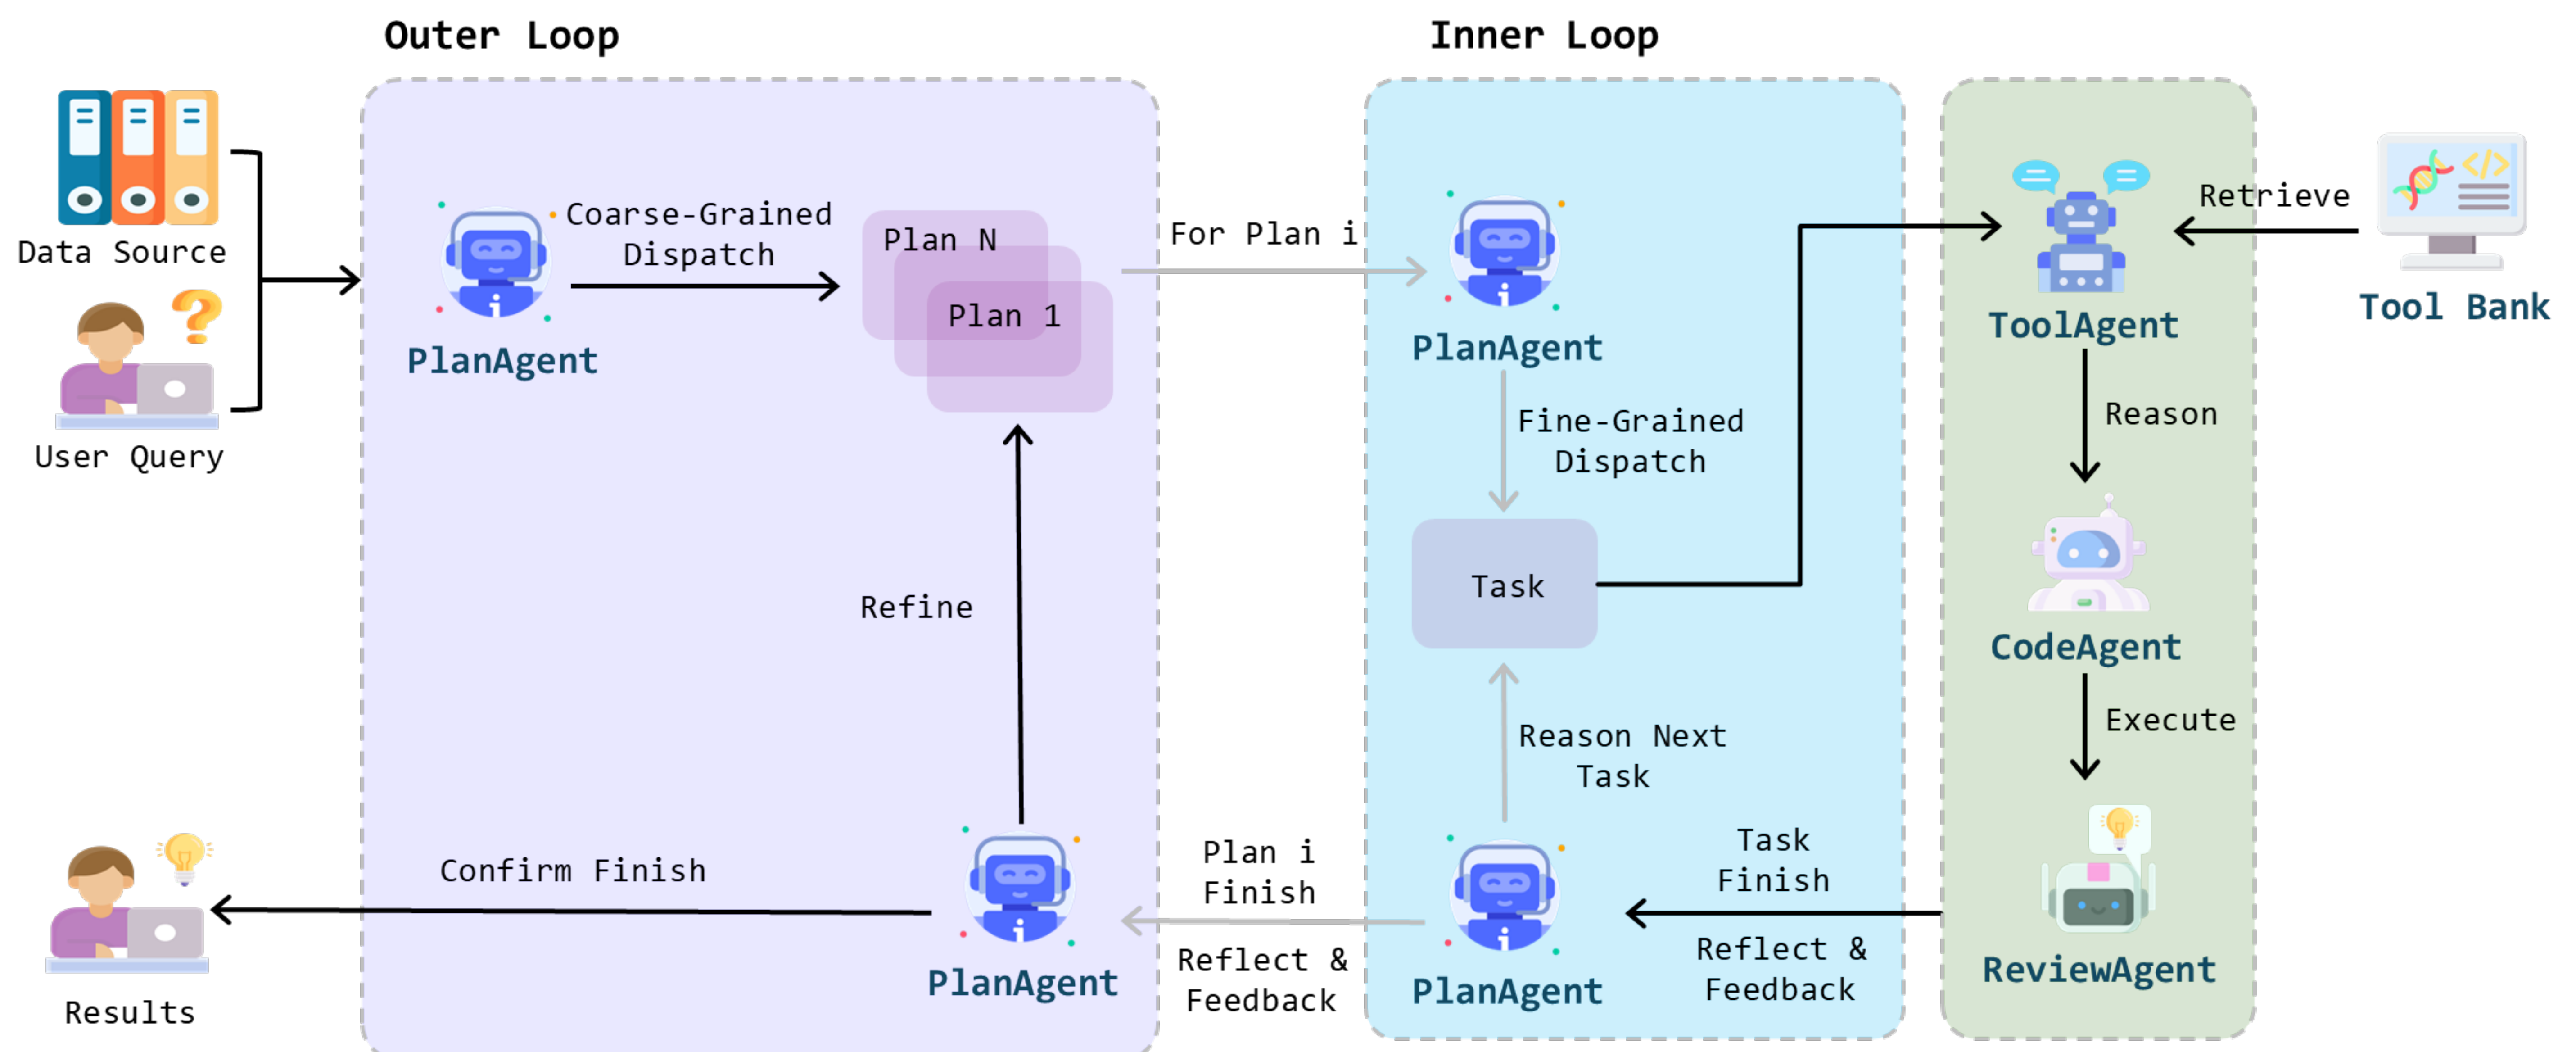 Outer Loop
Inner Loop
Data Source
User Query
PlanAgent
Coarse-Grained
Dispatch
Plan N
Plan 1
Refine
Confirm Finish
Results
PlanAgent
For Plan i
Plan i
Finish
Reflect &
Feedback
PlanAgent
Fine-Grained
Dispatch
Task
Reason Next
Task
PlanAgent
Task
Finish
Reflect &
Feedback
ToolAgent
Reason
CodeAgent
Execute
ReviewAgent
Retrieve
Tool Bank